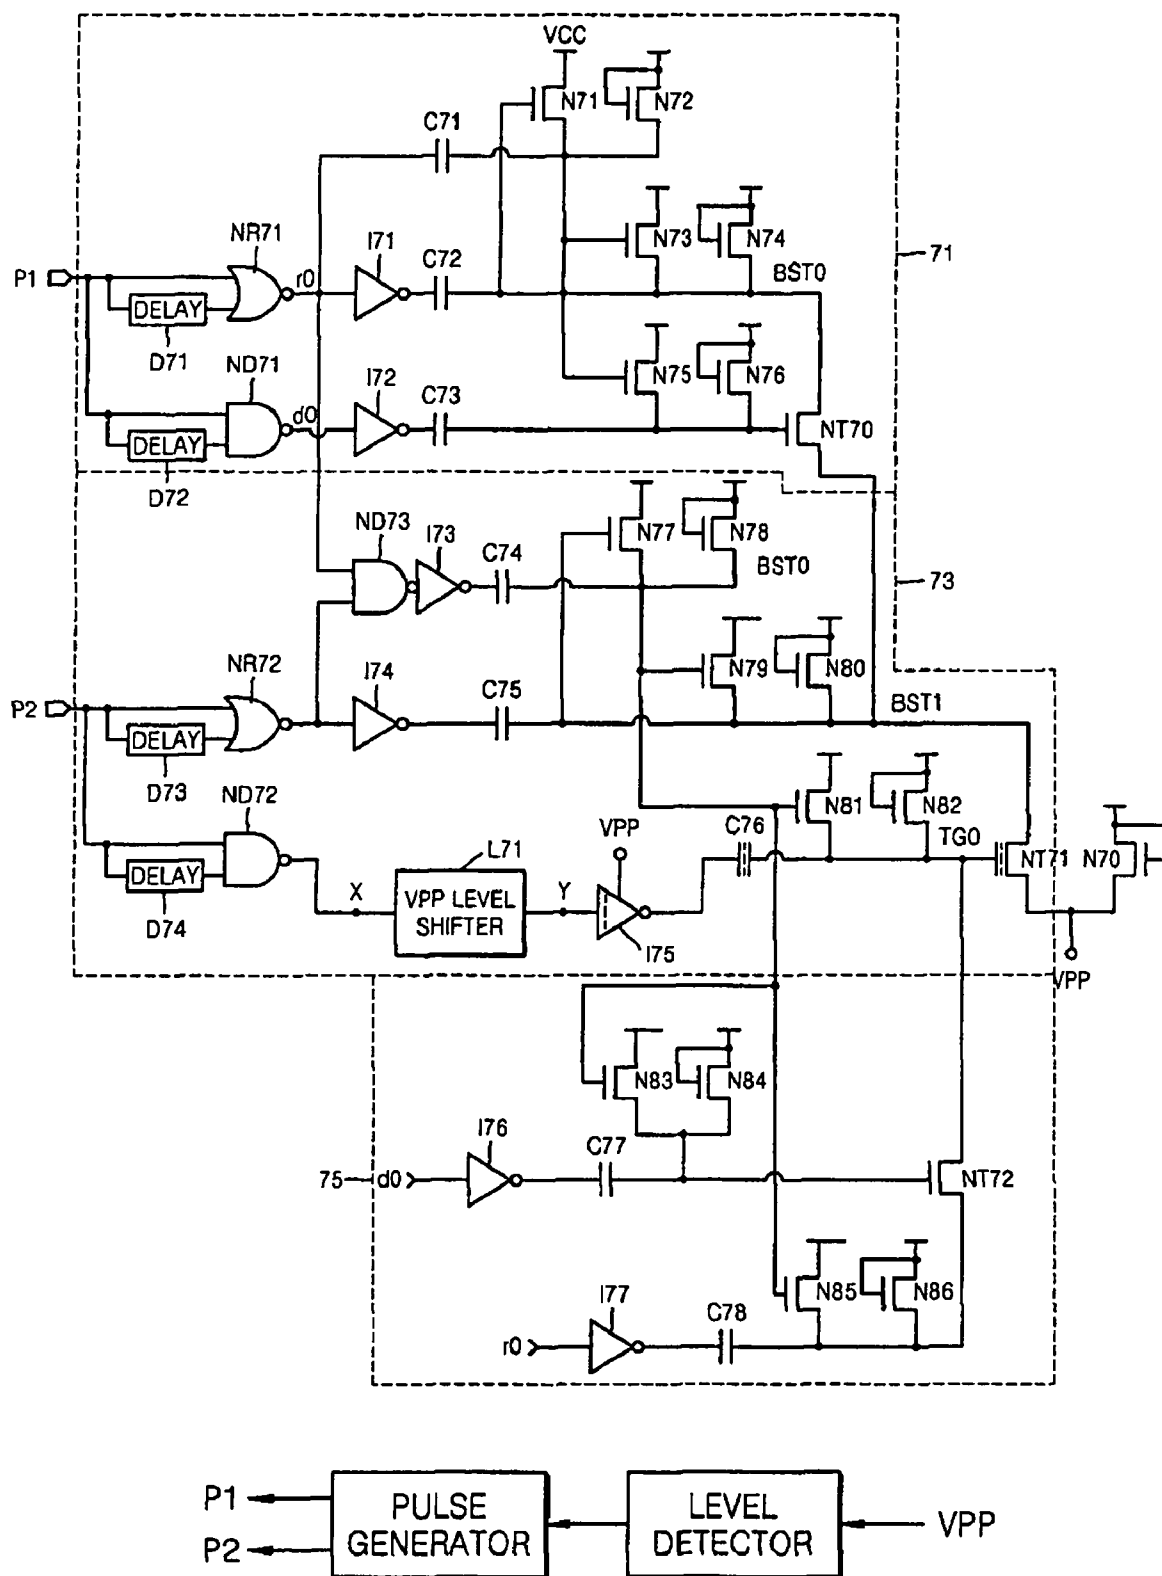 VCC
N71
N72
C71
N73
N74
BST0
71
NR71
P1
r0
I71
C72
DELAY
D71
ND71
d0
I72
C73
N75
N76
NT70
DELAY
D72
ND73
I73
C74
N77
N78
BST0
73
NR72
P2
I74
C75
N79
N80
BST1
DELAY
D73
ND72
N81
N82
TG0
C76
VPP
NT71
N70
DELAY
D74
X
L71
VPP LEVEL
SHIFTER
Y
I75
VPP
N83
N84
I76
C77
75
d0
NT72
N85
N86
I77
C78
r0
P1
P2
PULSE
GENERATOR
LEVEL
DETECTOR
VPP